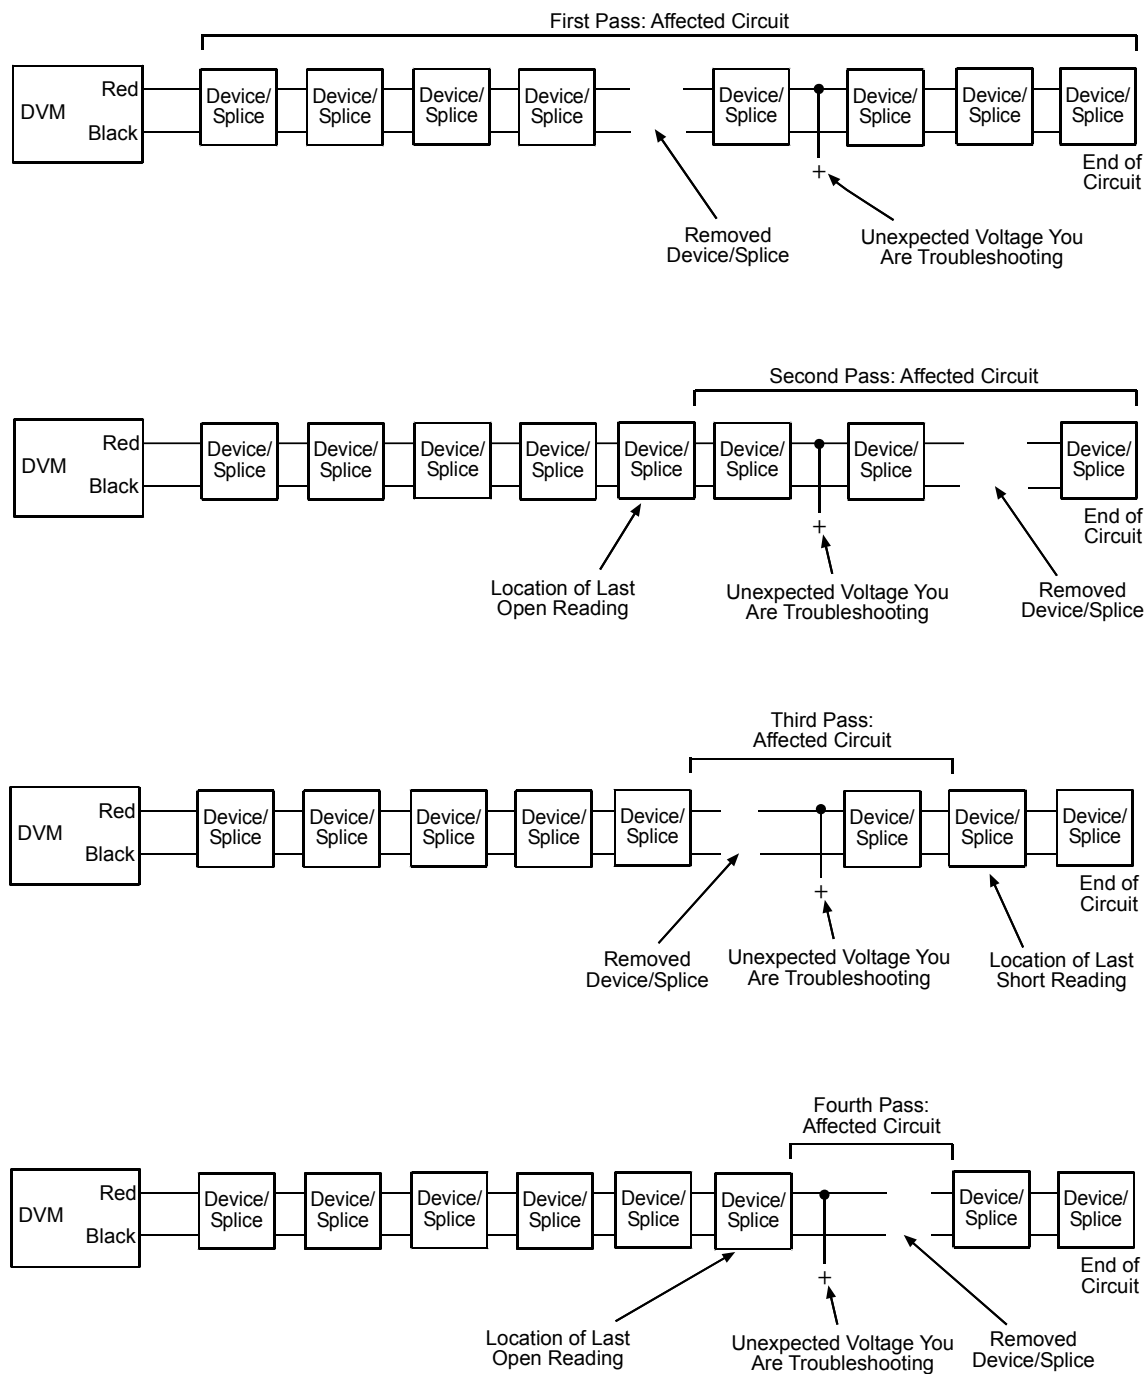 First Pass: Affected Circuit
DVM
Red
Black
Device/
Splice
Device/
Splice
Device/
Splice
Device/
Splice
Device/
Splice
Device/
Splice
Device/
Splice
Device/
Splice
+
End of
Circuit
Removed
Device/Splice
Unexpected Voltage You
Are Troubleshooting
Second Pass: Affected Circuit
DVM
Red
Black
Device/
Splice
Device/
Splice
Device/
Splice
Device/
Splice
Device/
Splice
Device/
Splice
Device/
Splice
Device/
Splice
+
End of
Circuit
Location of Last
Open Reading
Unexpected Voltage You
Are Troubleshooting
Removed
Device/Splice
Third Pass:
Affected Circuit
DVM
Red
Black
Device/
Splice
Device/
Splice
Device/
Splice
Device/
Splice
Device/
Splice
Device/
Splice
Device/
Splice
Device/
Splice
+
End of
Circuit
Removed
Device/Splice
Unexpected Voltage You
Are Troubleshooting
Location of Last
Short Reading
Fourth Pass:
Affected Circuit
DVM
Red
Black
Device/
Splice
Device/
Splice
Device/
Splice
Device/
Splice
Device/
Splice
Device/
Splice
Device/
Splice
Device/
Splice
+
End of
Circuit
Location of Last
Open Reading
Unexpected Voltage You
Are Troubleshooting
Removed
Device/Splice